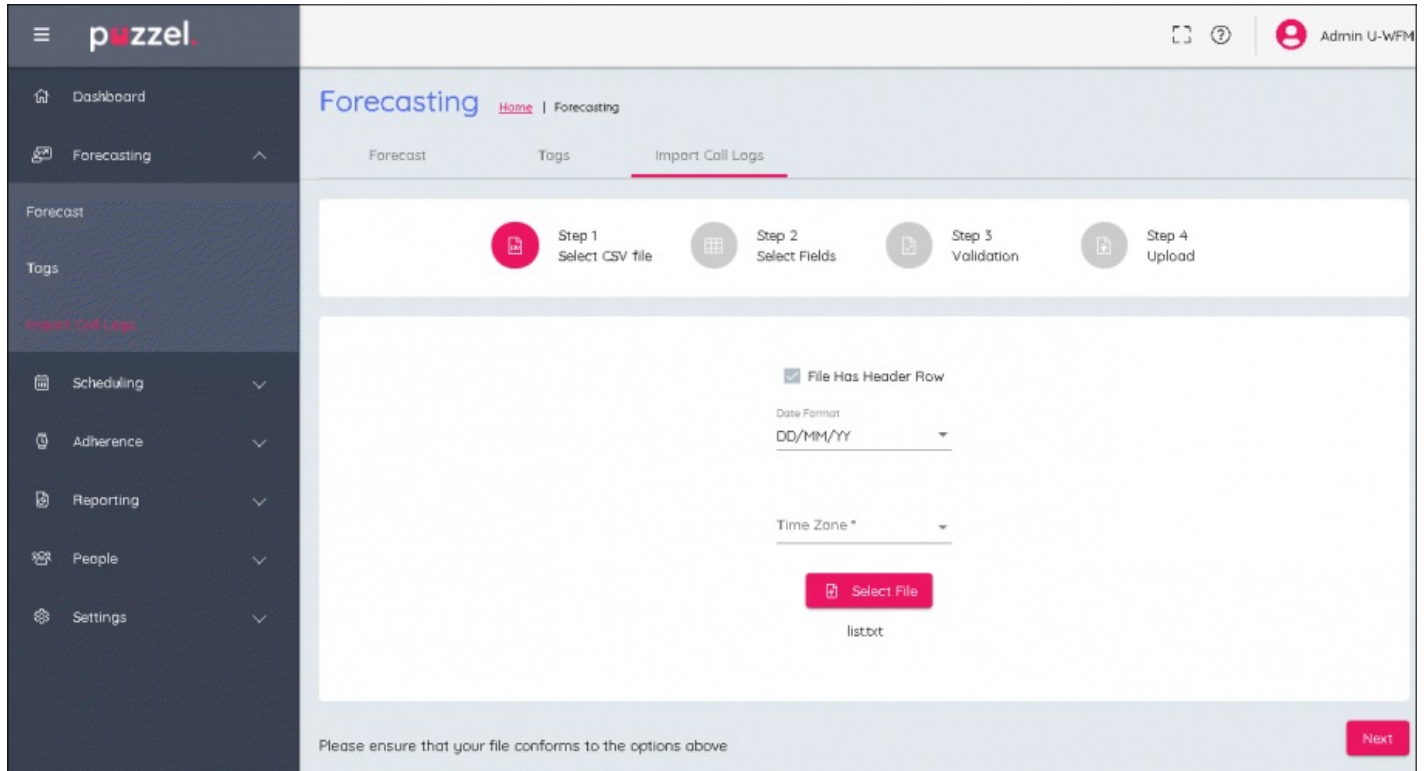 puzzel.
Admin U-WFM
Dashboard
Forecasting
Forecast
Tags
Import Call Logs
Scheduling
Adherence
Reporting
People
Settings
Forecasting Home | Forecasting
Forecast Tags Import Call Logs
Step 1
Select CSV file
Step 2
Select Fields
Step 3
Validation
Step 4
Upload
File Has Header Row
Date Format
DD/MM/YY
Time Zone *
Select File
list.txt
Please ensure that your file conforms to the options above
Next